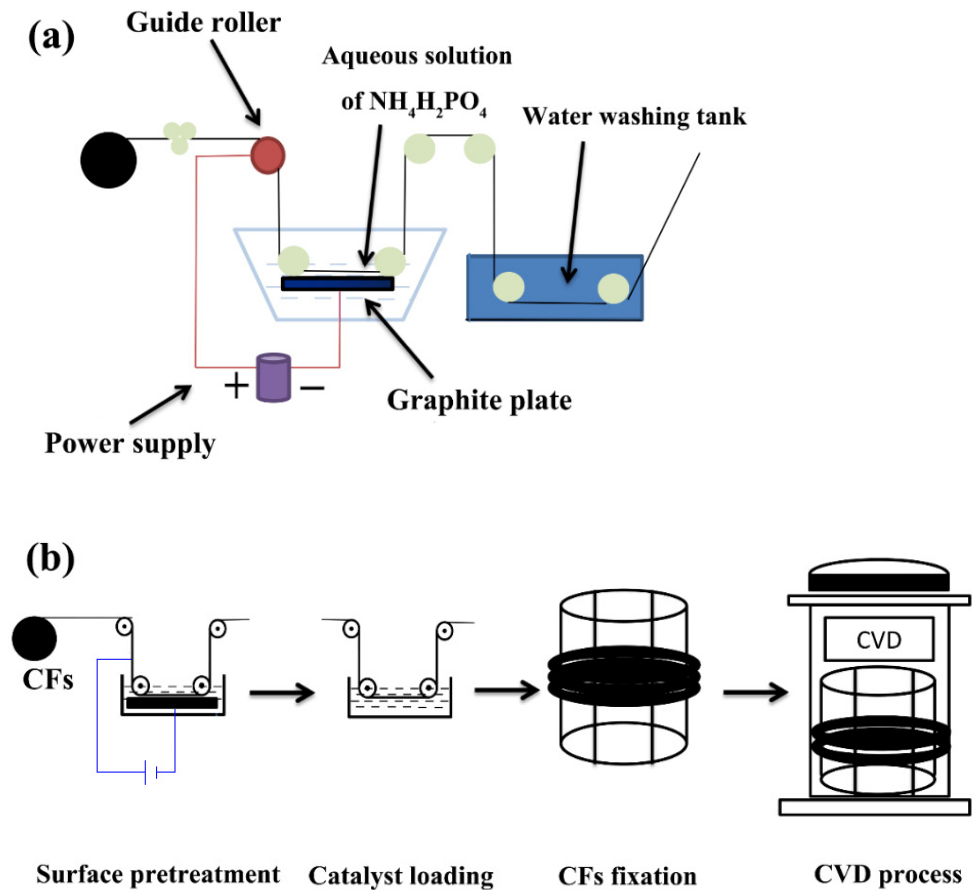 (a)
Guide roller
Aqueous solution
of NH₄H₂PO₄
Water washing tank
+ −
Graphite plate
Power supply
(b)
CFs
CVD
Surface pretreatment
Catalyst loading
CFs fixation
CVD process